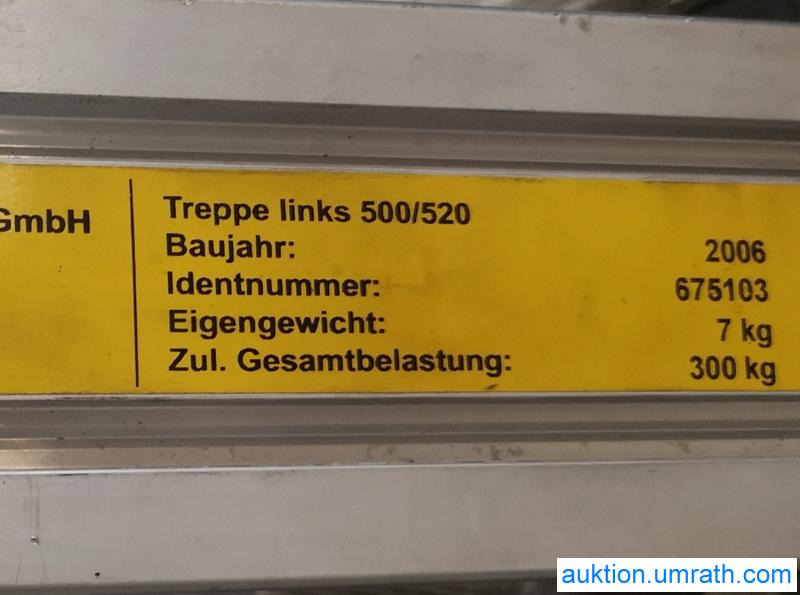 GmbH
Treppe links 500/520
Baujahr: 2006
Identnummer: 675103
Eigengewicht: 7 kg
Zul. Gesamtbelastung: 300 kg
auktion.umrath.com